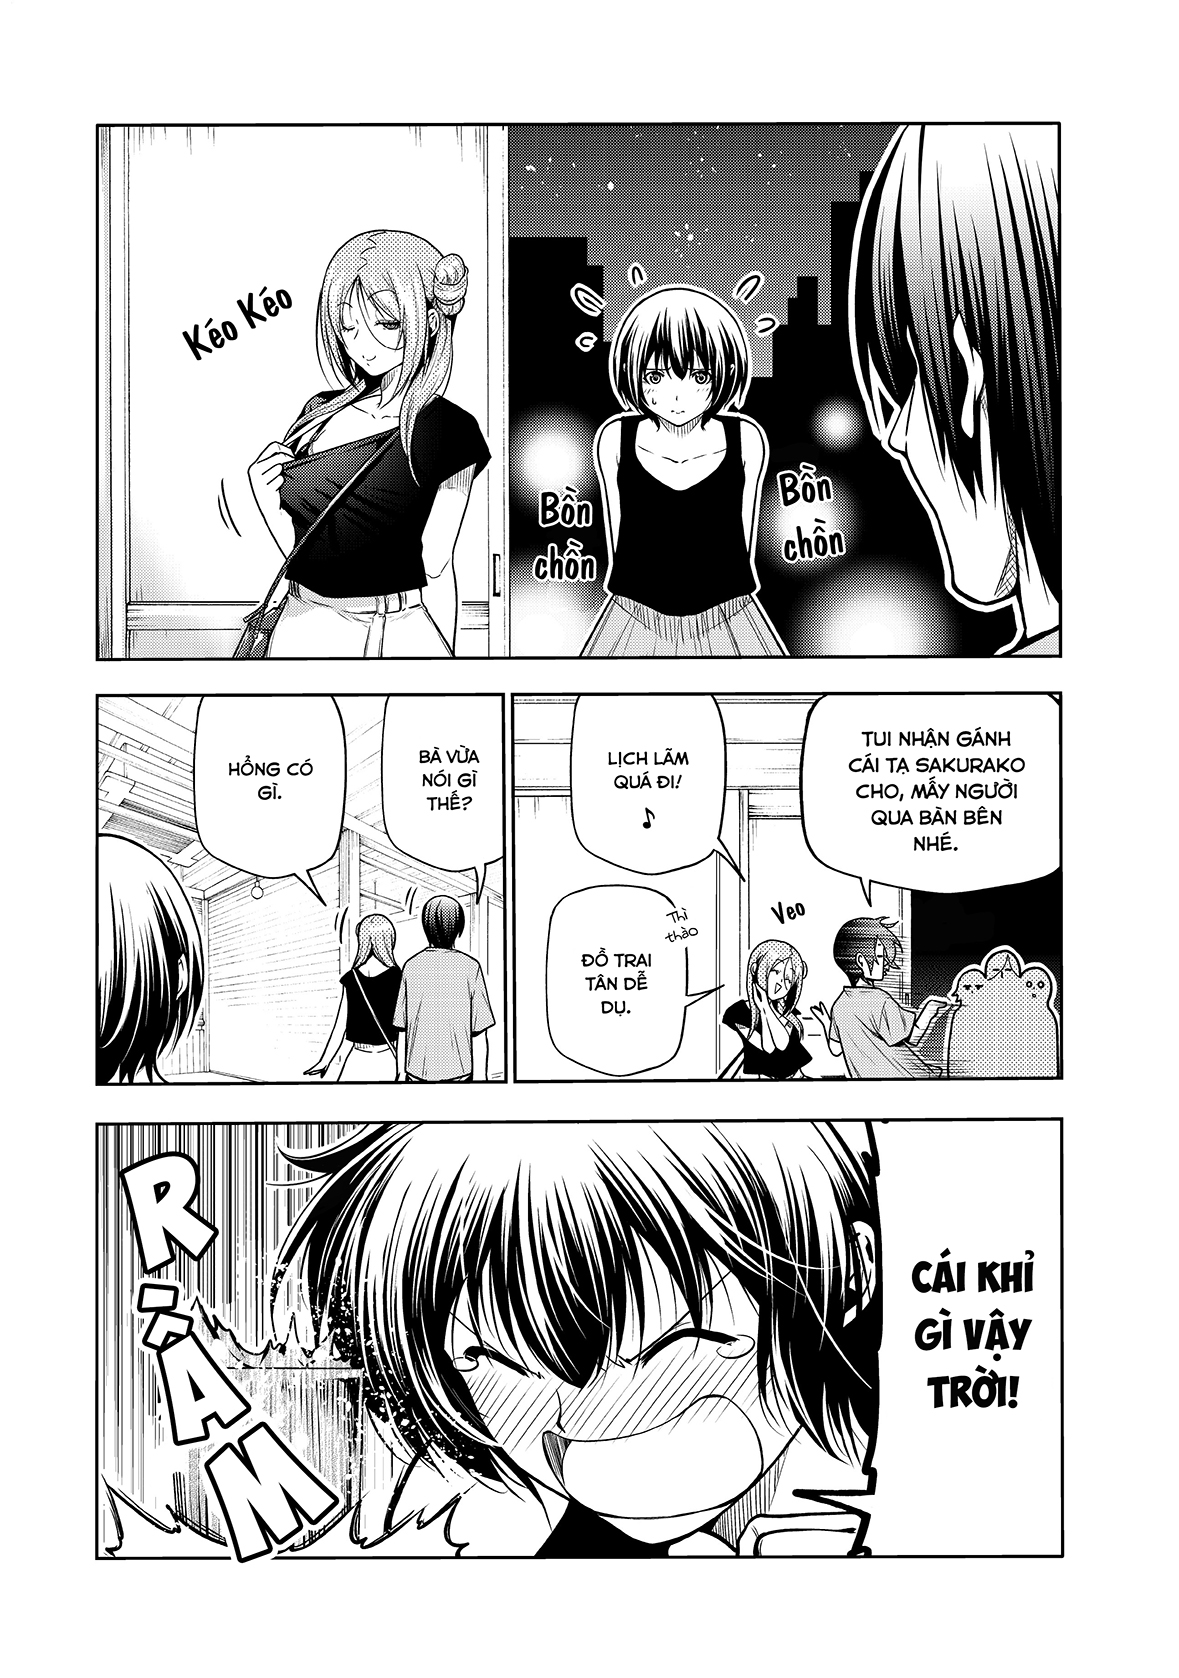 Bồn
chồn
Bồn
chồn
Kéo Kéo
TUI NHẬN GÁNH
CÁI TẠ SAKURAKO
CHO, MẤY NGƯỜI
QUA BÀN BÊN
NHÉ.
LỊCH LÃM
QUÁ ĐI!
♪
Veo
Thì
thào
ĐỒ TRAI
TÂN DỄ
DỤ.
BÀ VỪA
NÓI GÌ
THẾ?
HỔNG CÓ
GÌ.
CÁI KHỈ
GÌ VẬY
TRỜI!
RẦM